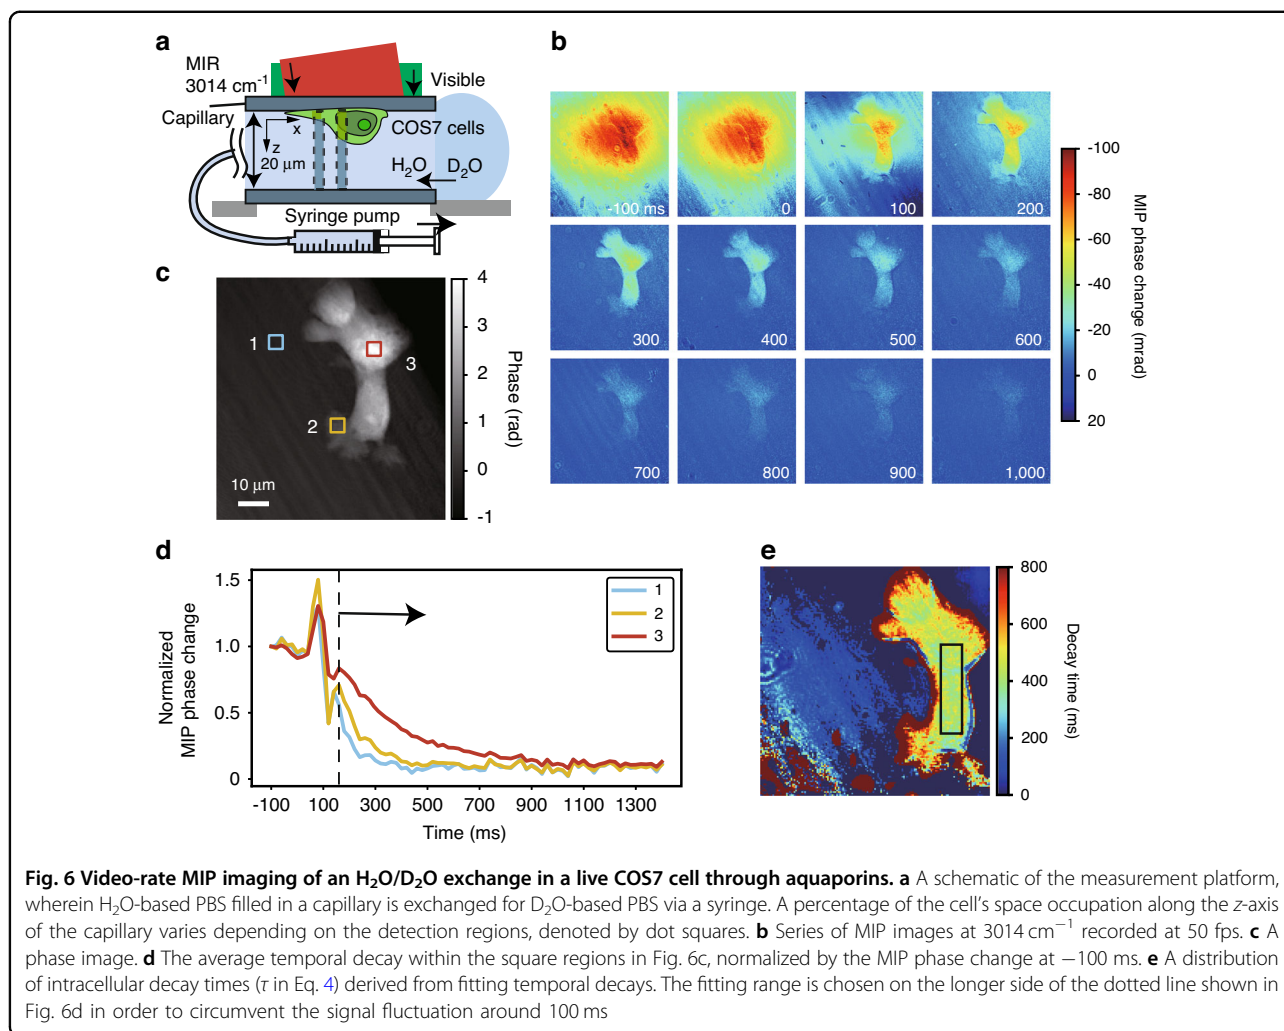 a
MIR
3014 cm⁻¹
Visible
Capillary
x
z
20 μm
COS7 cells
H₂O
D₂O
Syringe pump
b
-100 ms
0
100
200
300
400
500
600
700
800
900
1,000
-100
-80
-60
-40
-20
0
20
MIP phase change (mrad)
c
1
2
3
10 μm
4
3
2
1
0
-1
Phase (rad)
d
1.5
1.0
0.5
0
Normalized
MIP phase change
1
2
3
-100
100
300
500
700
900
1100
1300
Time (ms)
e
800
600
400
200
0
Decay time (ms)
Fig. 6 Video-rate MIP imaging of an H₂O/D₂O exchange in a live COS7 cell through aquaporins. a A schematic of the measurement platform,
wherein H₂O-based PBS filled in a capillary is exchanged for D₂O-based PBS via a syringe. A percentage of the cell’s space occupation along the z-axis
of the capillary varies depending on the detection regions, denoted by dot squares. b Series of MIP images at 3014 cm⁻¹ recorded at 50 fps. c A
phase image. d The average temporal decay within the square regions in Fig. 6c, normalized by the MIP phase change at −100 ms. e A distribution
of intracellular decay times (τ in Eq. 4) derived from fitting temporal decays. The fitting range is chosen on the longer side of the dotted line shown in
Fig. 6d in order to circumvent the signal fluctuation around 100 ms